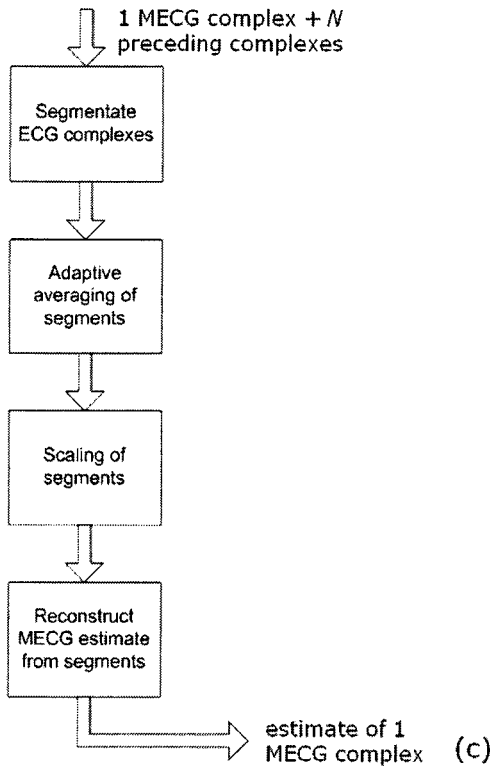 1 MECG complex + N
preceding complexes
Segmentate
ECG complexes
Adaptive
averaging of
segments
Scaling of
segments
Reconstruct
MECG estimate
from segments
estimate of 1
MECG complex
(c)